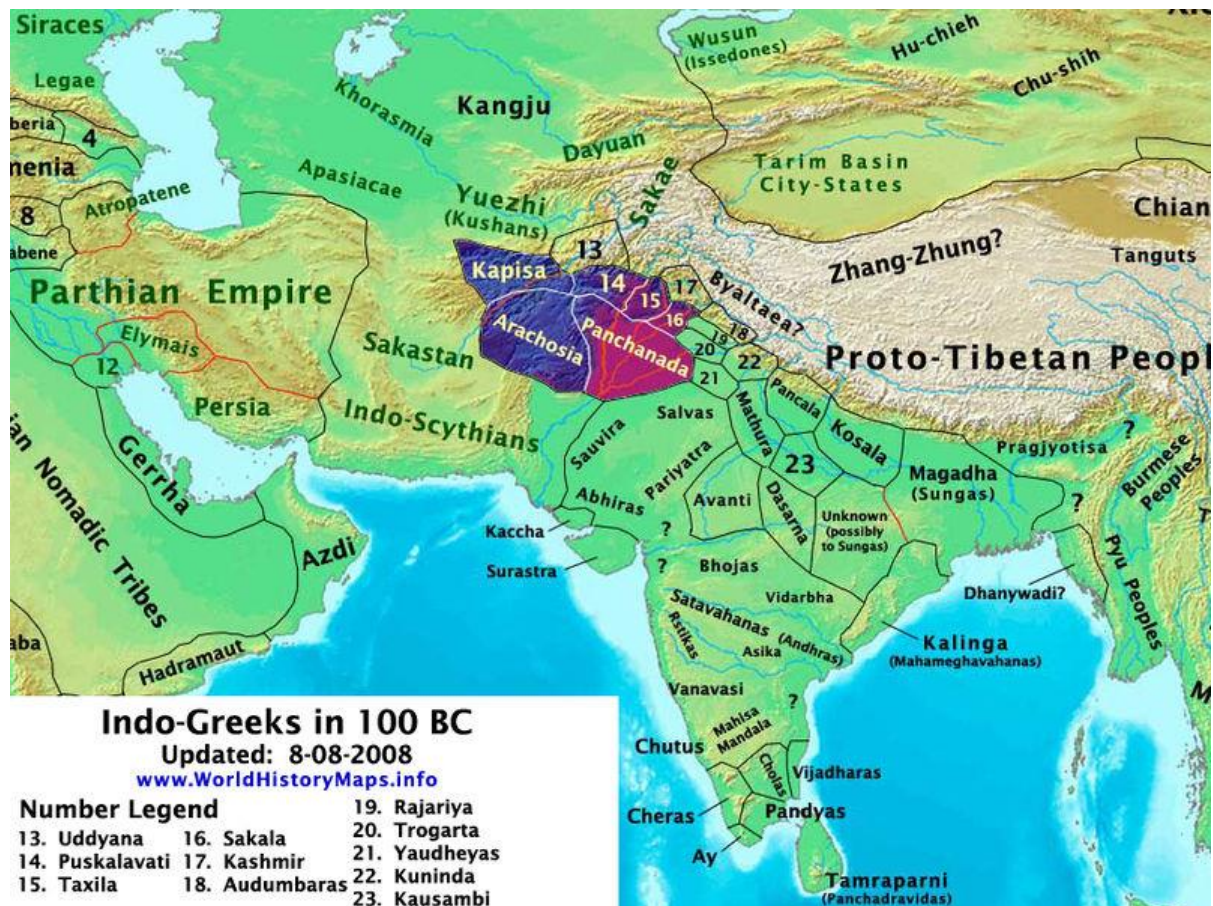 Siraces
Legae
beria
4
menia
8
Atropatene
abene
Khorasmia
Kangju
Apasiacae
Dayuan
Yuezhi
(Kushans)
Sakae
Wusun
(Issedones)
Hu-chieh
Chu-shih
Tarim Basin
City-States
Chian
Tanguts
Zhang-Zhung?
Byaltaea?
Proto-Tibetan Peopl
Parthian Empire
Elymais
12
Persia
Sakastan
Indo-Scythians
Kapisa
Arachosia
Panchanada
13
14
15
16
17
18
19
20
21
22
23
Gerrha
ian Nomadic Tribes
Azdi
Hadramaut
aba
Salvas
Sauvira
Pariyatra
Abhiras
Kaccha
Surastra
?
?
Mathura
Pancala
Kosala
Avanti
Dasarna
Unknown
(possibly
to Sungas)
Magadha
(Sungas)
Pragjyotisa
?
?
Burmese
Peoples
Pyu Peoples
Dhanywadi?
Bhojas
Vidarbha
Satavahanas (Andhras)
Rstikas
Asika
Kalinga
(Mahameghavahanas)
Vanavasi
?
Mahisa
Mandala
Chutus
Cholas
Vijadharas
Cheras
Pandyas
Ay
Tamraparni
(Panchadravidas)
Indo-Greeks in 100 BC
Updated: 8-08-2008
www.WorldHistoryMaps.info
Number Legend
13. Uddyana
14. Puskalavati
15. Taxila
16. Sakala
17. Kashmir
18. Audumbaras
19. Rajariya
20. Trogarta
21. Yaudheyas
22. Kuninda
23. Kausambi